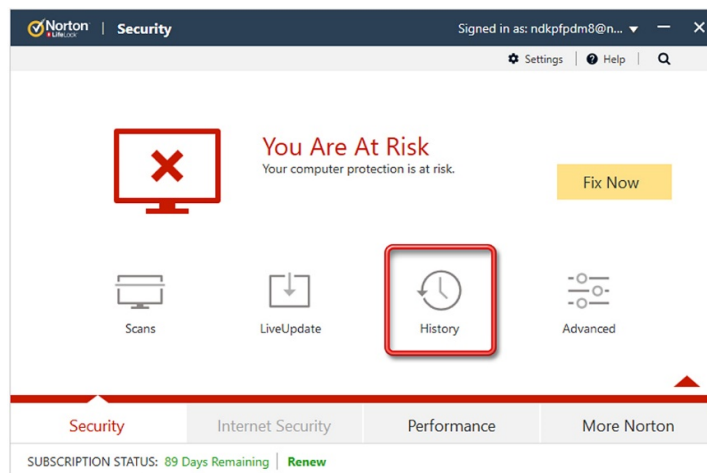 Norton | Security Signed in as: ndkpfpdm8@n...
LifeLock
Settings | Help |
You Are At Risk
Your computer protection is at risk.
Fix Now
Scans LiveUpdate History Advanced
Security Internet Security Performance More Norton
SUBSCRIPTION STATUS: 89 Days Remaining | Renew